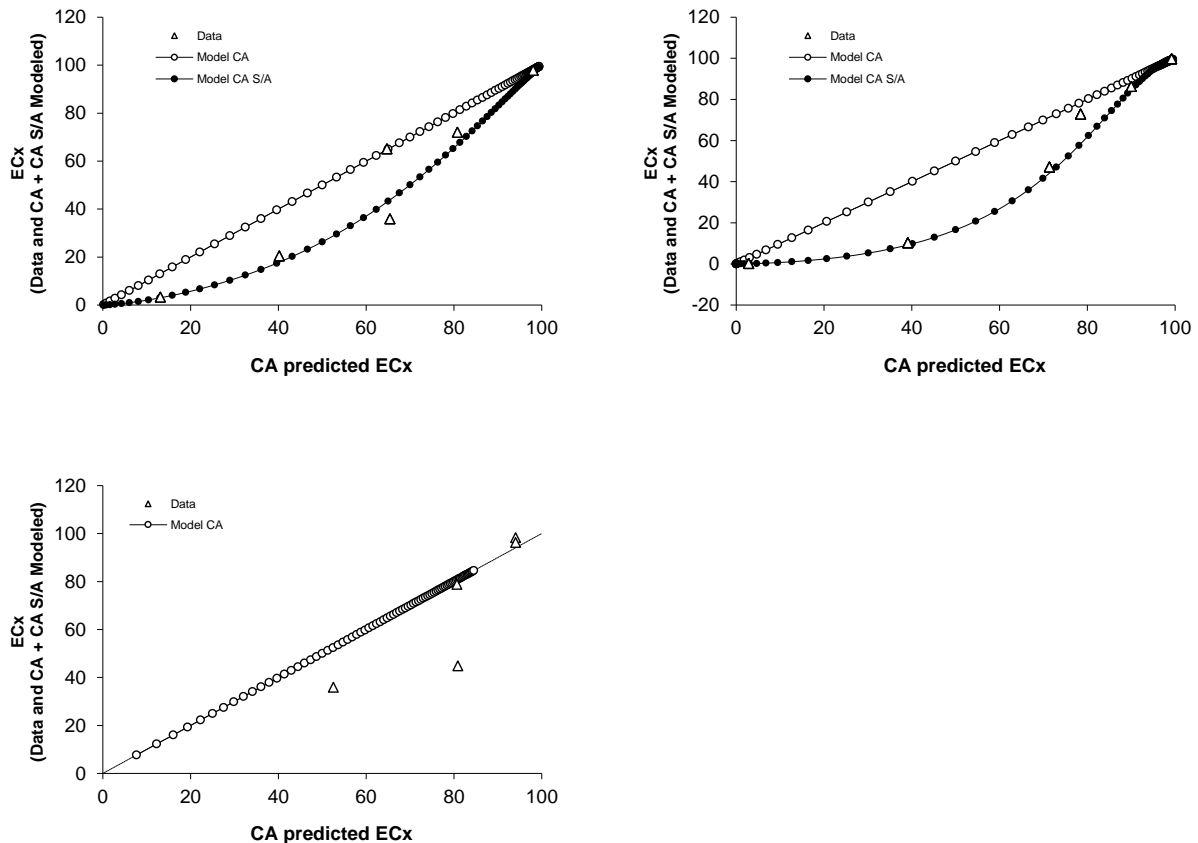 120
100
80
60
40
20
0
ECx
(Data and CA + CA S/A Modeled)
Data
Model CA
Model CA S/A
0 20 40 60 80 100
CA predicted ECx
120
100
80
60
40
20
0
-20
ECx
(Data and CA + CA S/A Modeled)
Data
Model CA
Model CA S/A
0 20 40 60 80 100
CA predicted ECx
120
100
80
60
40
20
0
ECx
(Data and CA + CA S/A Modeled)
Data
Model CA
0 20 40 60 80 100
CA predicted ECx